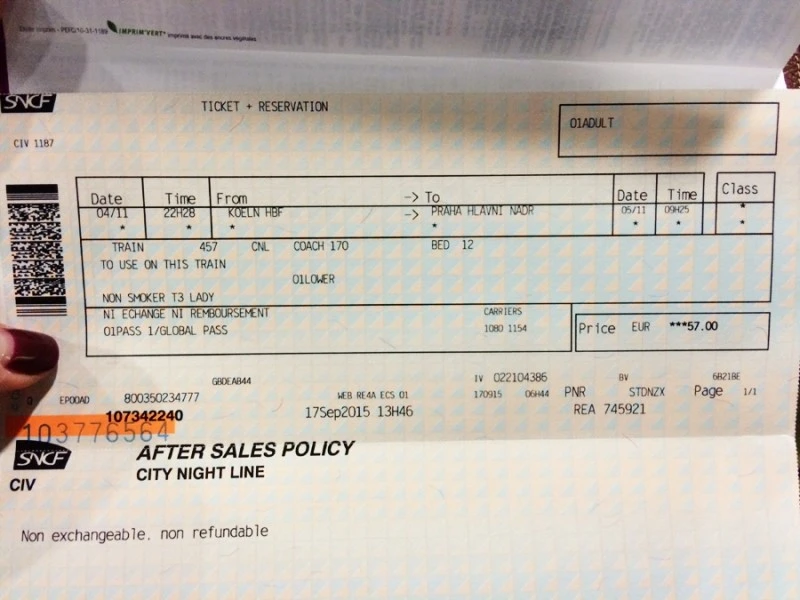 IMPRIM'VERT®
SNCF
TICKET + RESERVATION
01ADULT
CIV 1187
Date Time From -> To Date Time Class
04/11 22H28 KOELN HBF -> PRAHA HLAVNI NADR 05/11 09H25 *
* * * * * * *
TRAIN 457 CNL COACH 170 BED 12
TO USE ON THIS TRAIN
01LOWER
NON SMOKER T3 LADY
NI ECHANGE NI REMBOURSEMENT CARRIERS
01PASS 1/GLOBAL PASS 1080 1154
Price EUR ***57.00
GBDEAB44 IV 022104386 BV 6B21BE
EPOOAD 800350234777 WEB RE4A ECS 01 170915 06H44 PNR STDNZX Page 1/1
107342240 17Sep2015 13H46 REA 745921
103776564
SNCF AFTER SALES POLICY
CIV CITY NIGHT LINE
Non exchangeable, non refundable